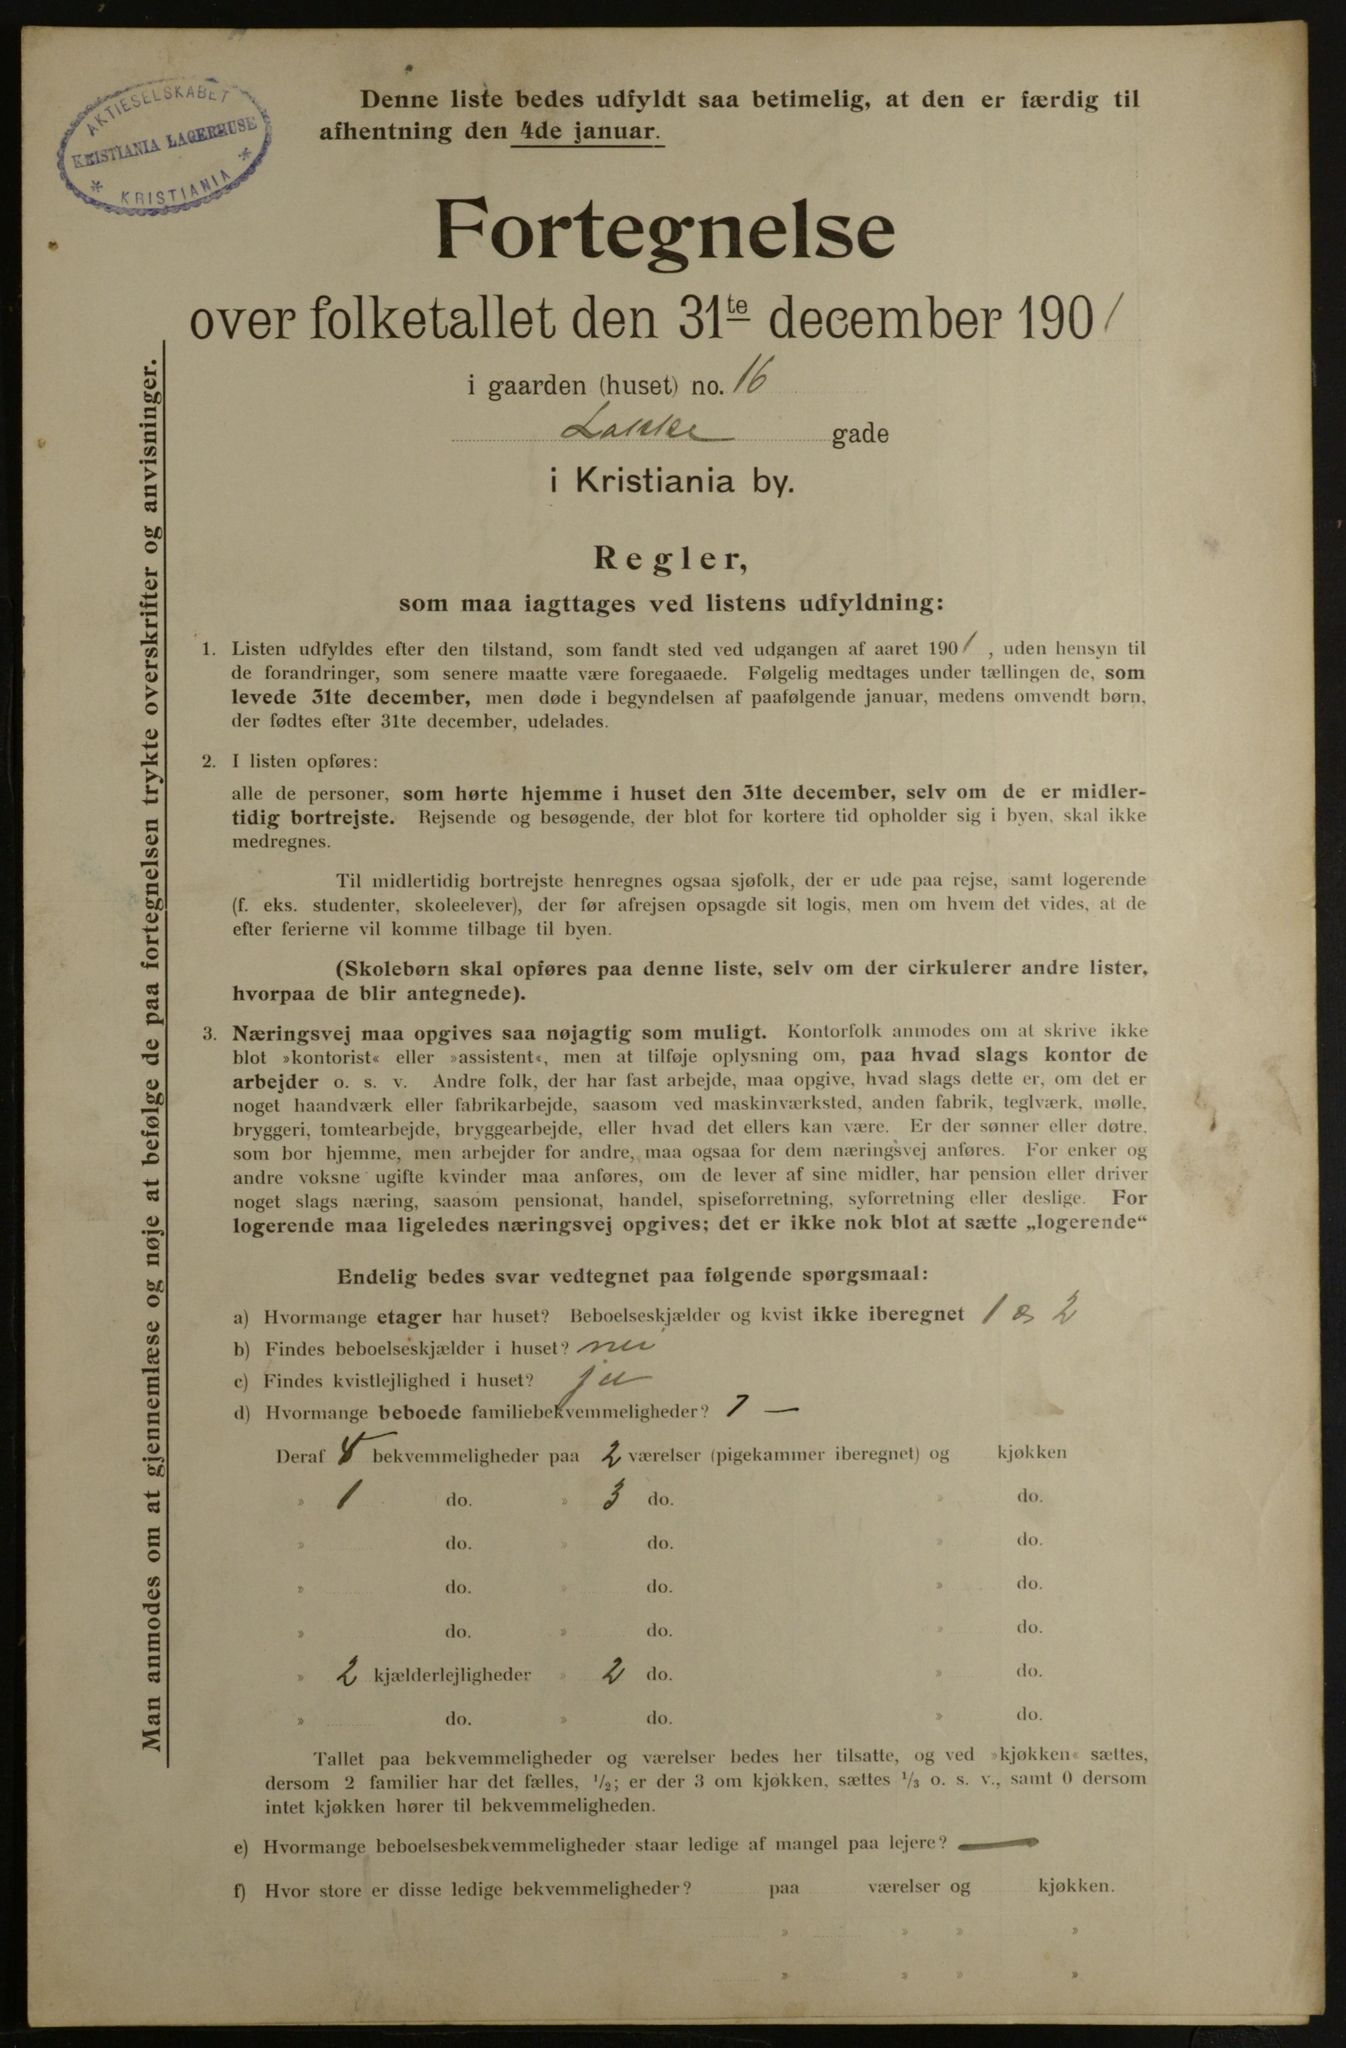 AKTIESELSKABET
KRISTIANIA LAGERHUSE
* KRISTIANIA *
Denne liste bedes udfyldt saa betimelig, at den er færdig til
afhentning den 4de januar.
Fortegnelse
over folketallet den 31te december 1901
i gaarden (huset) no. 16
Lakke gade
i Kristiania by.
Regler,
som maa iagttages ved listens udfyldning:
1. Listen udfyldes efter den tilstand, som fandt sted ved udgangen af aaret 1901, uden hensyn til
de forandringer, som senere maatte være foregaaede. Følgelig medtages under tællingen de, som
levede 31te december, men døde i begyndelsen af paafølgende januar, medens omvendt børn,
der fødtes efter 31te december, udelades.
2. I listen opføres:
alle de personer, som hørte hjemme i huset den 31te december, selv om de er midler-
tidig bortrejste. Rejsende og besøgende, der blot for kortere tid opholder sig i byen, skal ikke
medregnes.
Til midlertidig bortrejste henregnes ogsaa sjøfolk, der er ude paa rejse, samt logerende
(f. eks. studenter, skoleelever), der før afrejsen opsagde sit logis, men om hvem det vides, at de
efter ferierne vil komme tilbage til byen.
(Skolebørn skal opføres paa denne liste, selv om der cirkulerer andre lister,
hvorpaa de blir antegnede).
3. Næringsvej maa opgives saa nøjagtig som muligt. Kontorfolk anmodes om at skrive ikke
blot »kontorist« eller »assistent«, men at tilføje oplysning om, paa hvad slags kontor de
arbejder o. s. v. Andre folk, der har fast arbejde, maa opgive, hvad slags dette er, om det er
noget haandværk eller fabrikarbejde, saasom ved maskinværksted, anden fabrik, teglværk, mølle,
bryggeri, tomtearbejde, bryggearbejde, eller hvad det ellers kan være. Er der sønner eller døtre,
som bor hjemme, men arbejder for andre, maa ogsaa for dem næringsvej anføres. For enker og
andre voksne ugifte kvinder maa anføres, om de lever af sine midler, har pension eller driver
noget slags næring, saasom pensionat, handel, spiseforretning, syforretning eller deslige. For
logerende maa ligeledes næringsvej opgives; det er ikke nok blot at sætte „logerende“
Endelig bedes svar vedtegnet paa følgende spørgsmaal:
a) Hvormange etager har huset? Beboelseskjælder og kvist ikke iberegnet 1 & 2
b) Findes beboelseskjælder i huset? nei
c) Findes kvistlejlighed i huset? ja
d) Hvormange beboede familiebekvemmeligheder? 7 —
Deraf bekvemmeligheder paa 2 værelser (pigekammer iberegnet) og kjøkken
» 1 do. » 3 do. » do.
» do. » do. » do.
» do. » do. » do.
» do. » do. » do.
» 2 kjælderlejligheder » 2 do. » do.
» do. » do. » do.
Tallet paa bekvemmeligheder og værelser bedes her tilsatte, og ved »kjøkken« sættes,
dersom 2 familier har det fælles, 1/2; er der 3 om kjøkken, sættes 1/3 o. s. v., samt 0 dersom
intet kjøkken hører til bekvemmeligheden.
e) Hvormange beboelsesbekvemmeligheder staar ledige af mangel paa lejere? —
f) Hvor store er disse ledige bekvemmeligheder? paa værelser og kjøkken.
» » » »
» » » »
Man anmodes om at gjennemlæse og nøje at befølge de paa fortegnelsen trykte overskrifter og anvisninger.